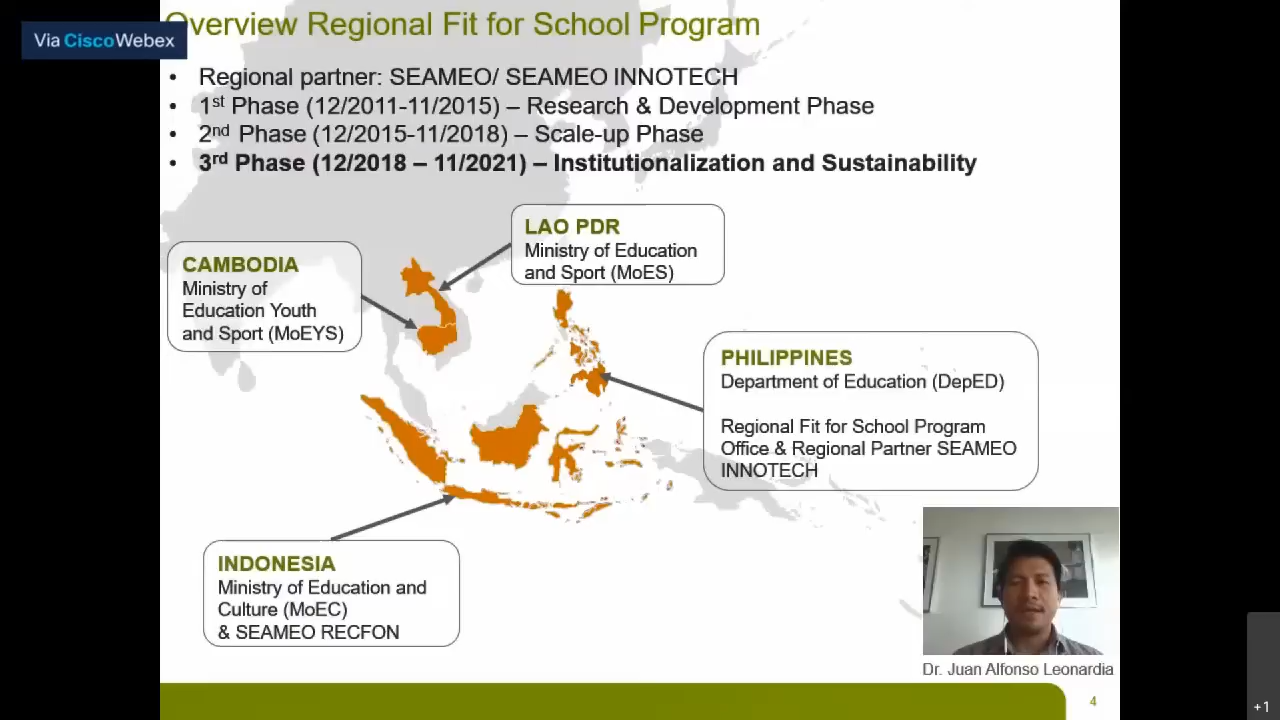 Overview Regional Fit for School Program
Via CiscoWebex
• Regional partner: SEAMEO/ SEAMEO INNOTECH
• 1st Phase (12/2011-11/2015) – Research & Development Phase
• 2nd Phase (12/2015-11/2018) – Scale-up Phase
• 3rd Phase (12/2018 – 11/2021) – Institutionalization and Sustainability
LAO PDR
Ministry of Education
and Sport (MoES)
CAMBODIA
Ministry of
Education Youth
and Sport (MoEYS)
PHILIPPINES
Department of Education (DepED)
Regional Fit for School Program
Office & Regional Partner SEAMEO
INNOTECH
INDONESIA
Ministry of Education and
Culture (MoEC)
& SEAMEO RECFON
Dr. Juan Alfonso Leonardia
4
+1